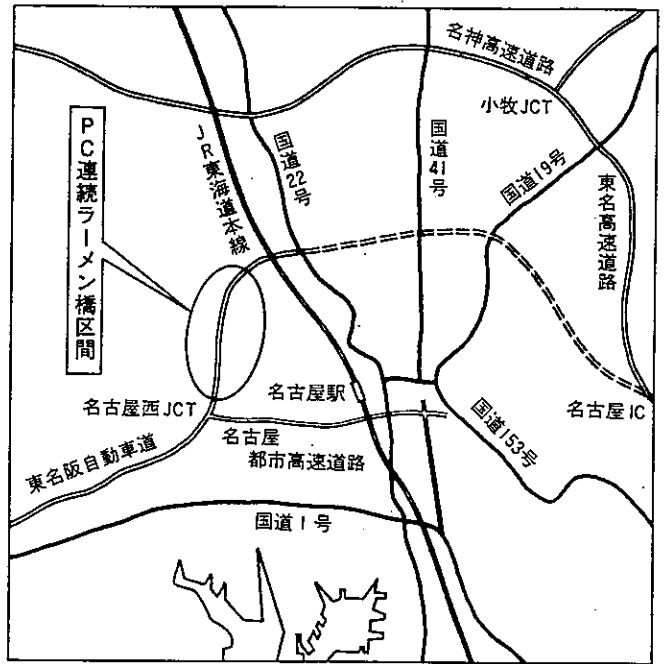 名神高速道路
小牧JCT
国道22号
国道41号
国道19号
東名高速道路
JR東海道本線
PC連続ラーメン橋区間
名古屋西JCT
名古屋駅
名古屋IC
名古屋
都市高速道路
国道153号
東名阪自動車道
国道1号